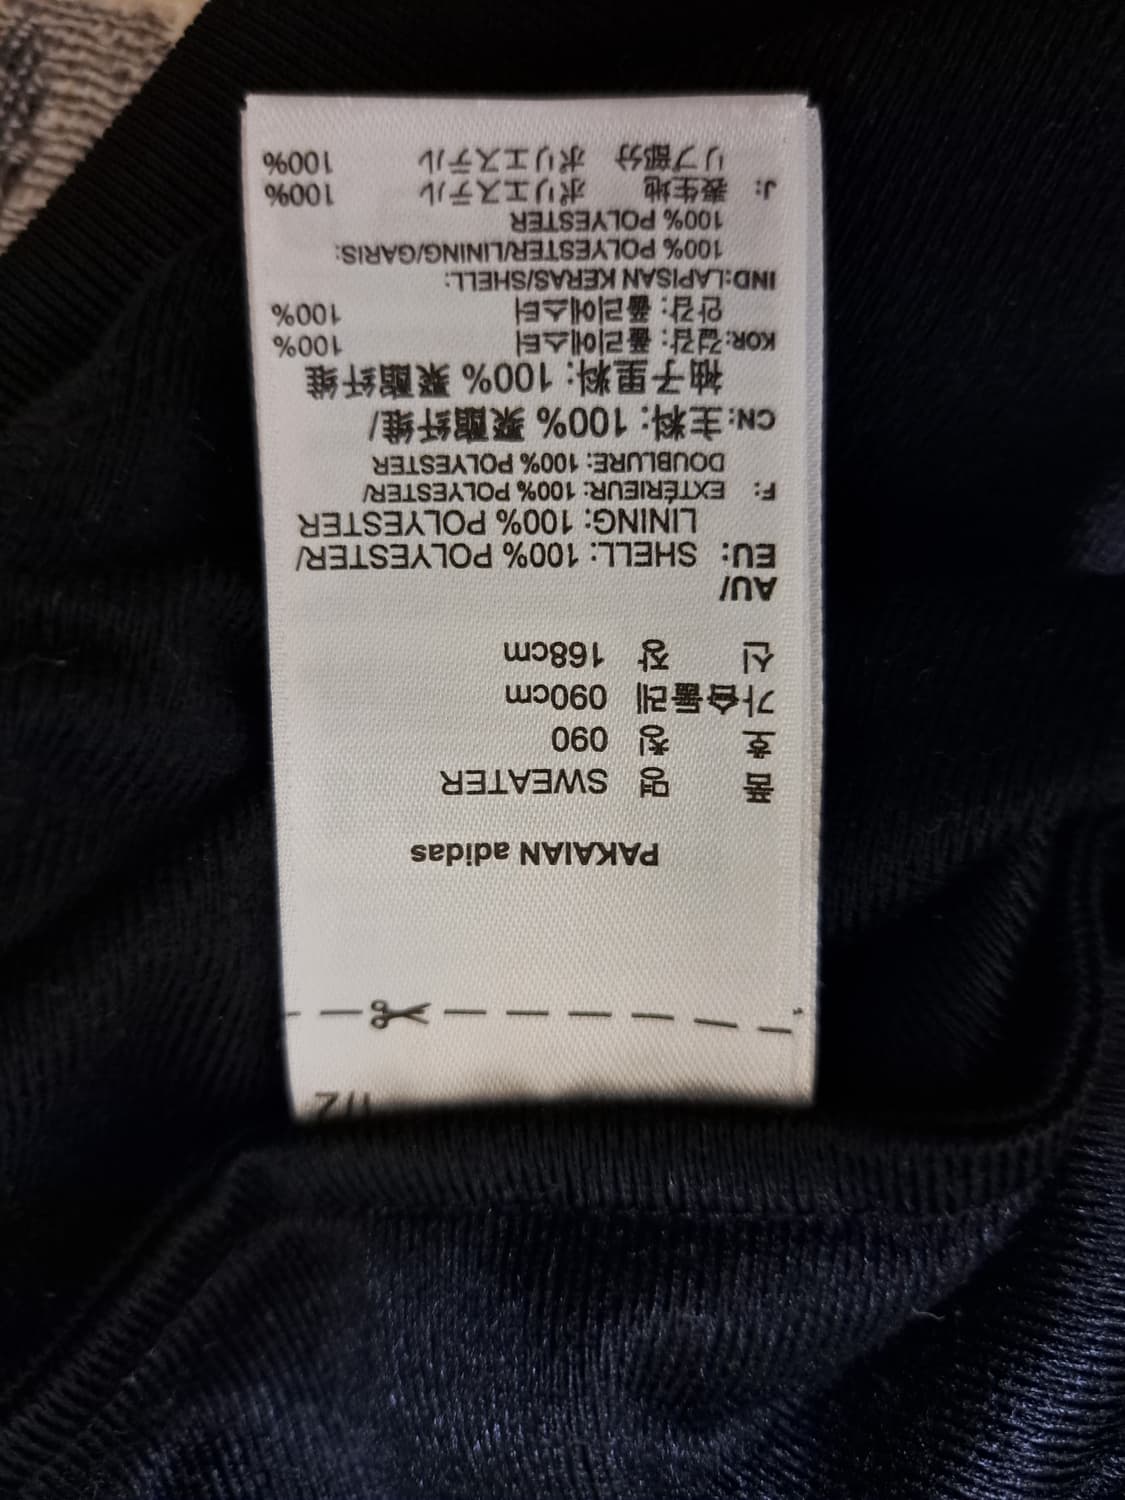 1/2
PAKAIAN adidas
품 명 SWEATER
호 칭 090
가슴둘레 090cm
신 장 168cm
AU/
EU: SHELL: 100% POLYESTER/
LINING: 100% POLYESTER
F: EXTÉRIEUR: 100% POLYESTER/
DOUBLURE: 100% POLYESTER
CN: 主料: 100% 聚酯纤维/
袖子里料: 100% 聚酯纤维
KOR: 겉감: 폴리에스터 100%
안감: 폴리에스터 100%
IND:LAPISAN KERAS/SHELL:
100% POLYESTER/LINING/GARIS:
100% POLYESTER
J: 表生地 ポリエステル 100%
リブ部分 ポリエステル 100%